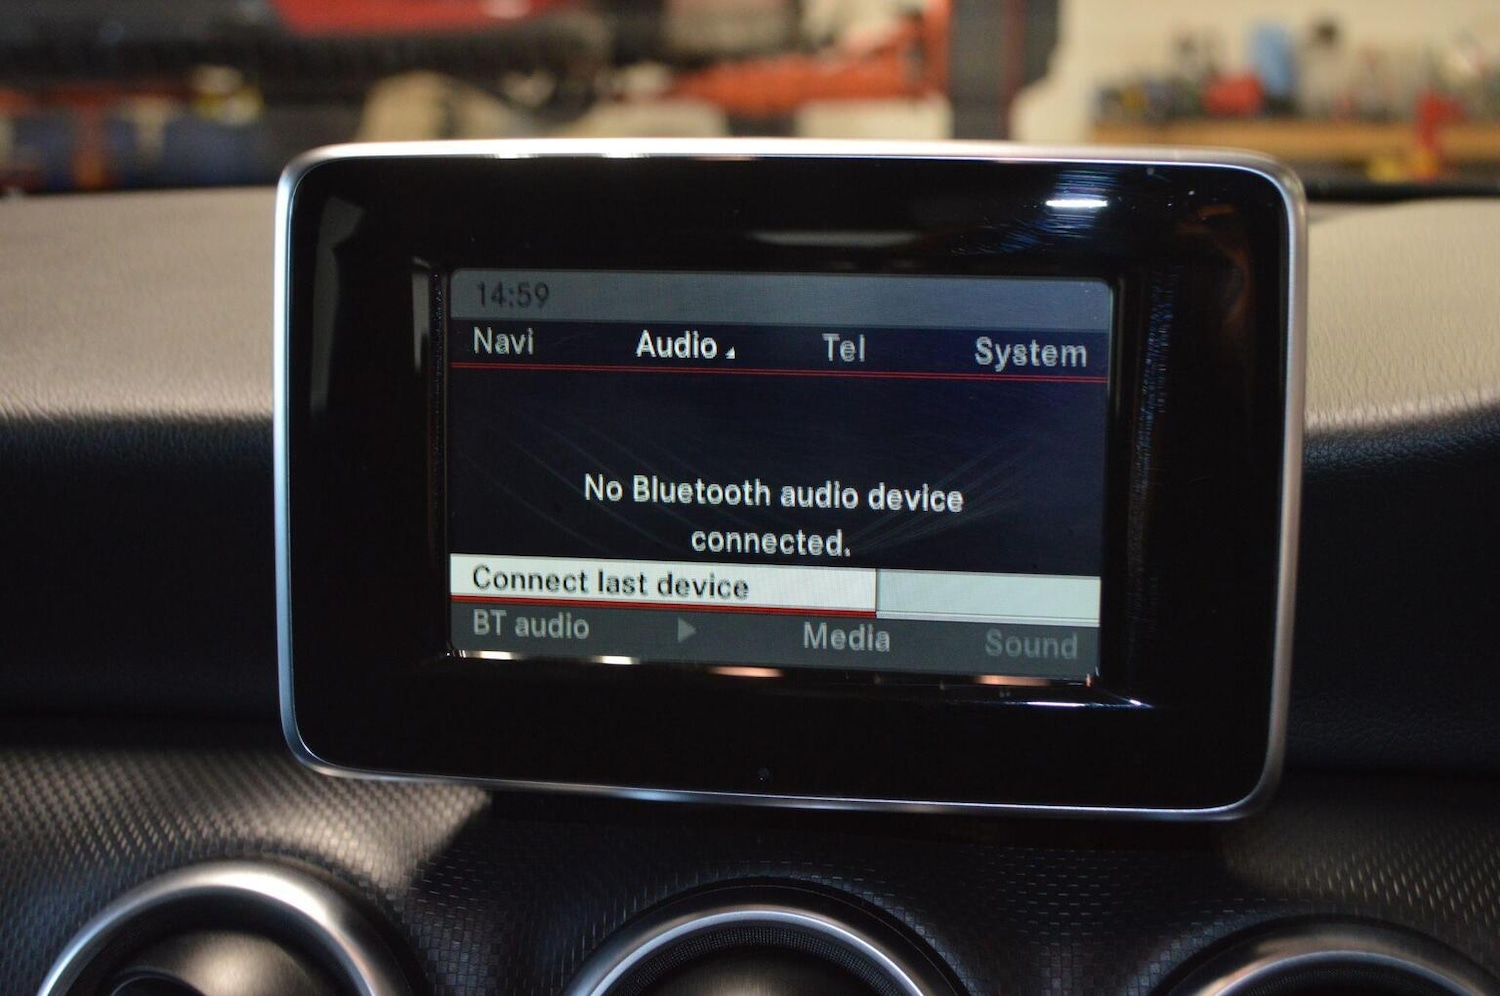 14:59
Navi Audio Tel System
No Bluetooth audio device
connected.
Connect last device
BT audio Media Sound